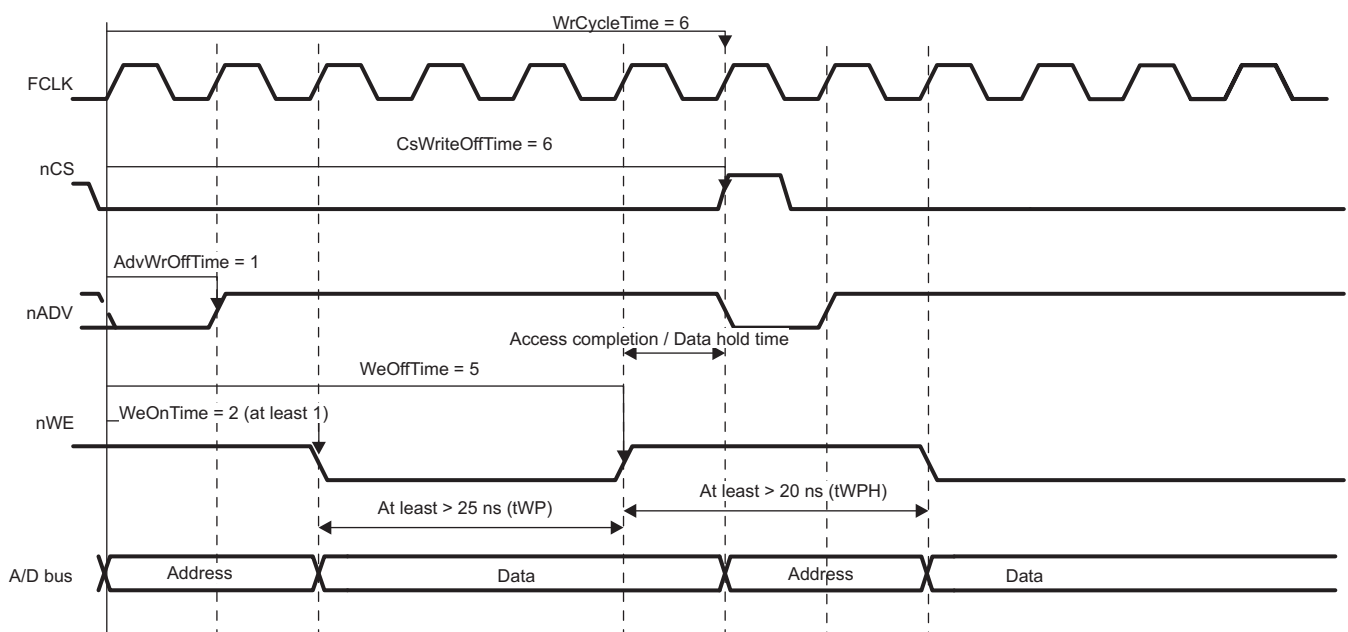 WrCycleTime = 6
FCLK
CsWriteOffTime = 6
nCS
AdvWrOffTime = 1
nADV
Access completion / Data hold time
WeOffTime = 5
WeOnTime = 2 (at least 1)
nWE
At least > 20 ns (tWPH)
At least > 25 ns (tWP)
A/D bus Address Data Address Data